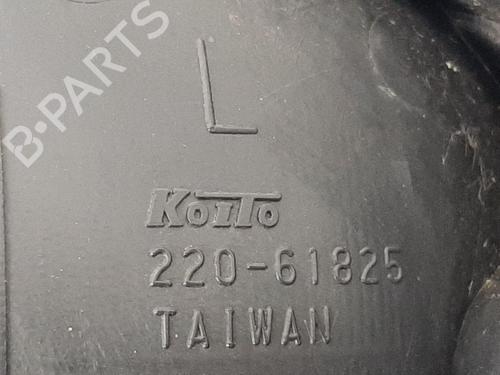 B-PARTS
L
KOITO
220-61825
TAIWAN